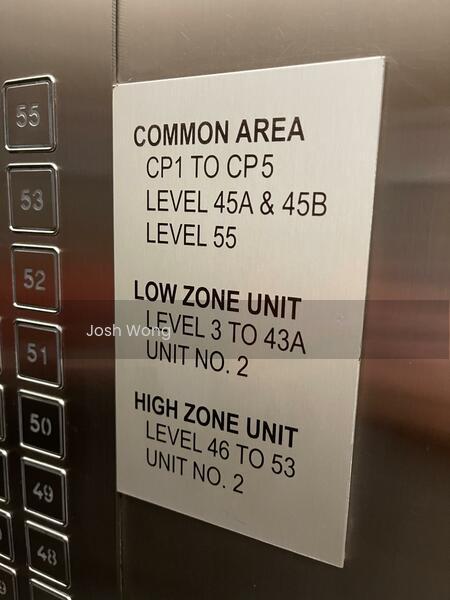 55
53
52
51
50
49
48
COMMON AREA
CP1 TO CP5
LEVEL 45A & 45B
LEVEL 55
LOW ZONE UNIT
LEVEL 3 TO 43A
UNIT NO. 2
HIGH ZONE UNIT
LEVEL 46 TO 53
UNIT NO. 2
Josh Wong